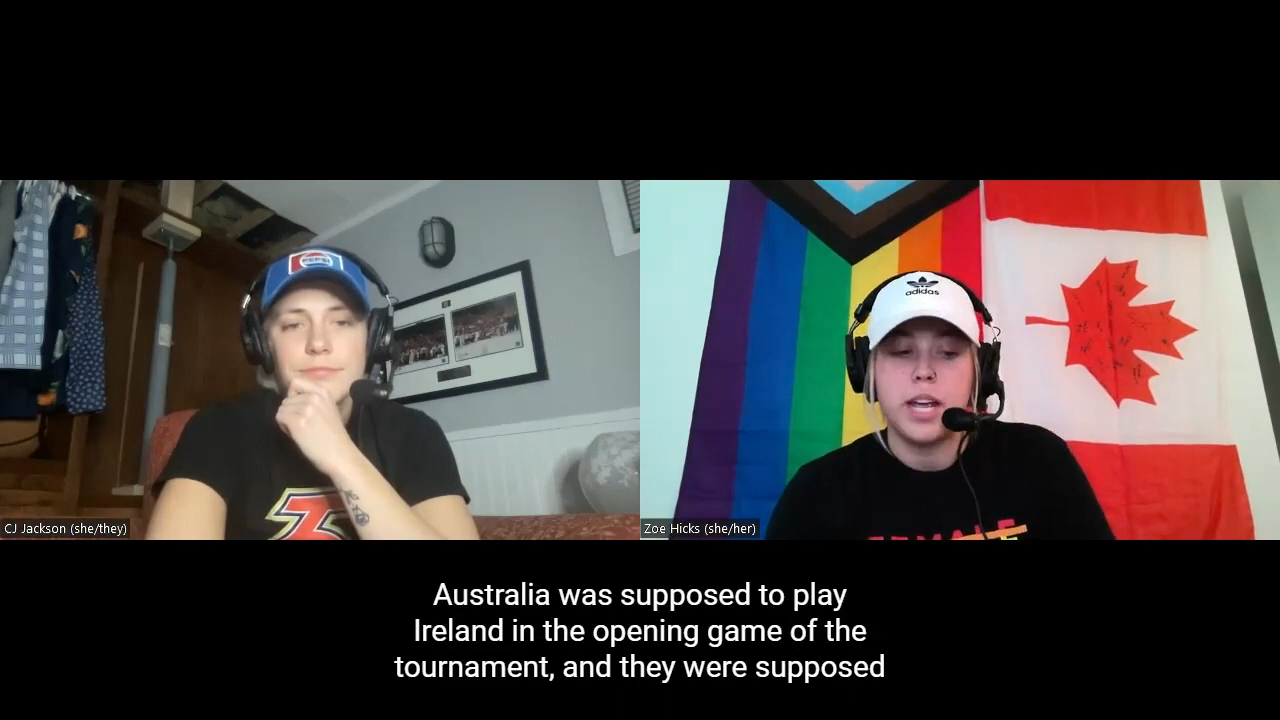 PEPSI
adidas
CJ Jackson (she/they)
Zoe Hicks (she/her)
Australia was supposed to play
Ireland in the opening game of the
tournament, and they were supposed